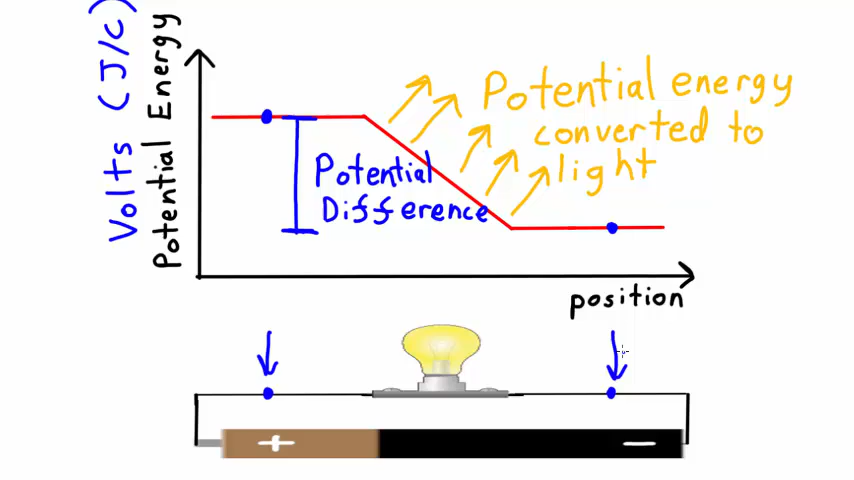 Volts (J/C)
Potential Energy
Potential energy
converted to
light
Potential
Difference
position
+
−